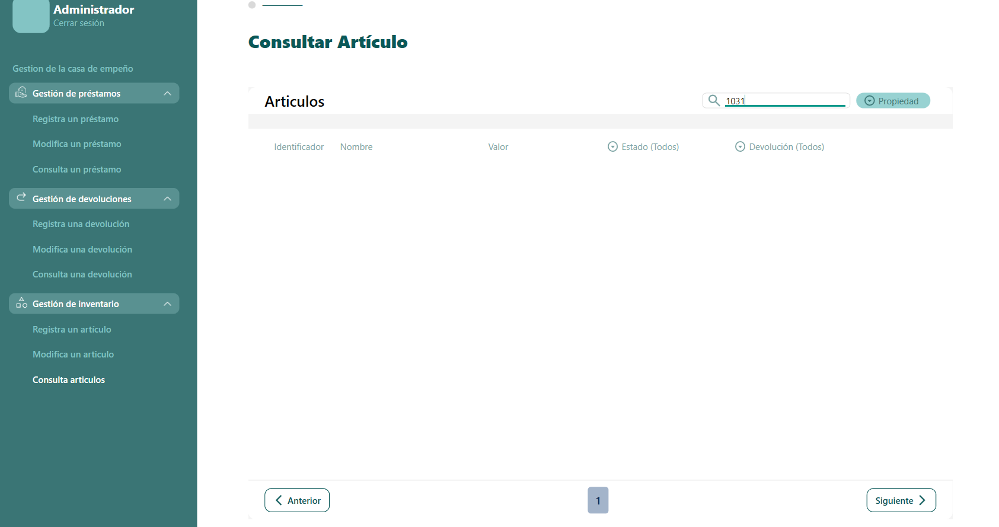 Administrador
Cerrar sesión
Gestion de la casa de empeño
Gestión de préstamos
Registra un préstamo
Modifica un préstamo
Consulta un préstamo
Gestión de devoluciones
Registra una devolución
Modifica una devolución
Consulta una devolución
Gestión de inventario
Registra un artículo
Modifica un articulo
Consulta articulos
Consultar Artículo
Articulos
1031
Propiedad
Identificador Nombre Valor Estado (Todos) Devolución (Todos)
Anterior 1 Siguiente